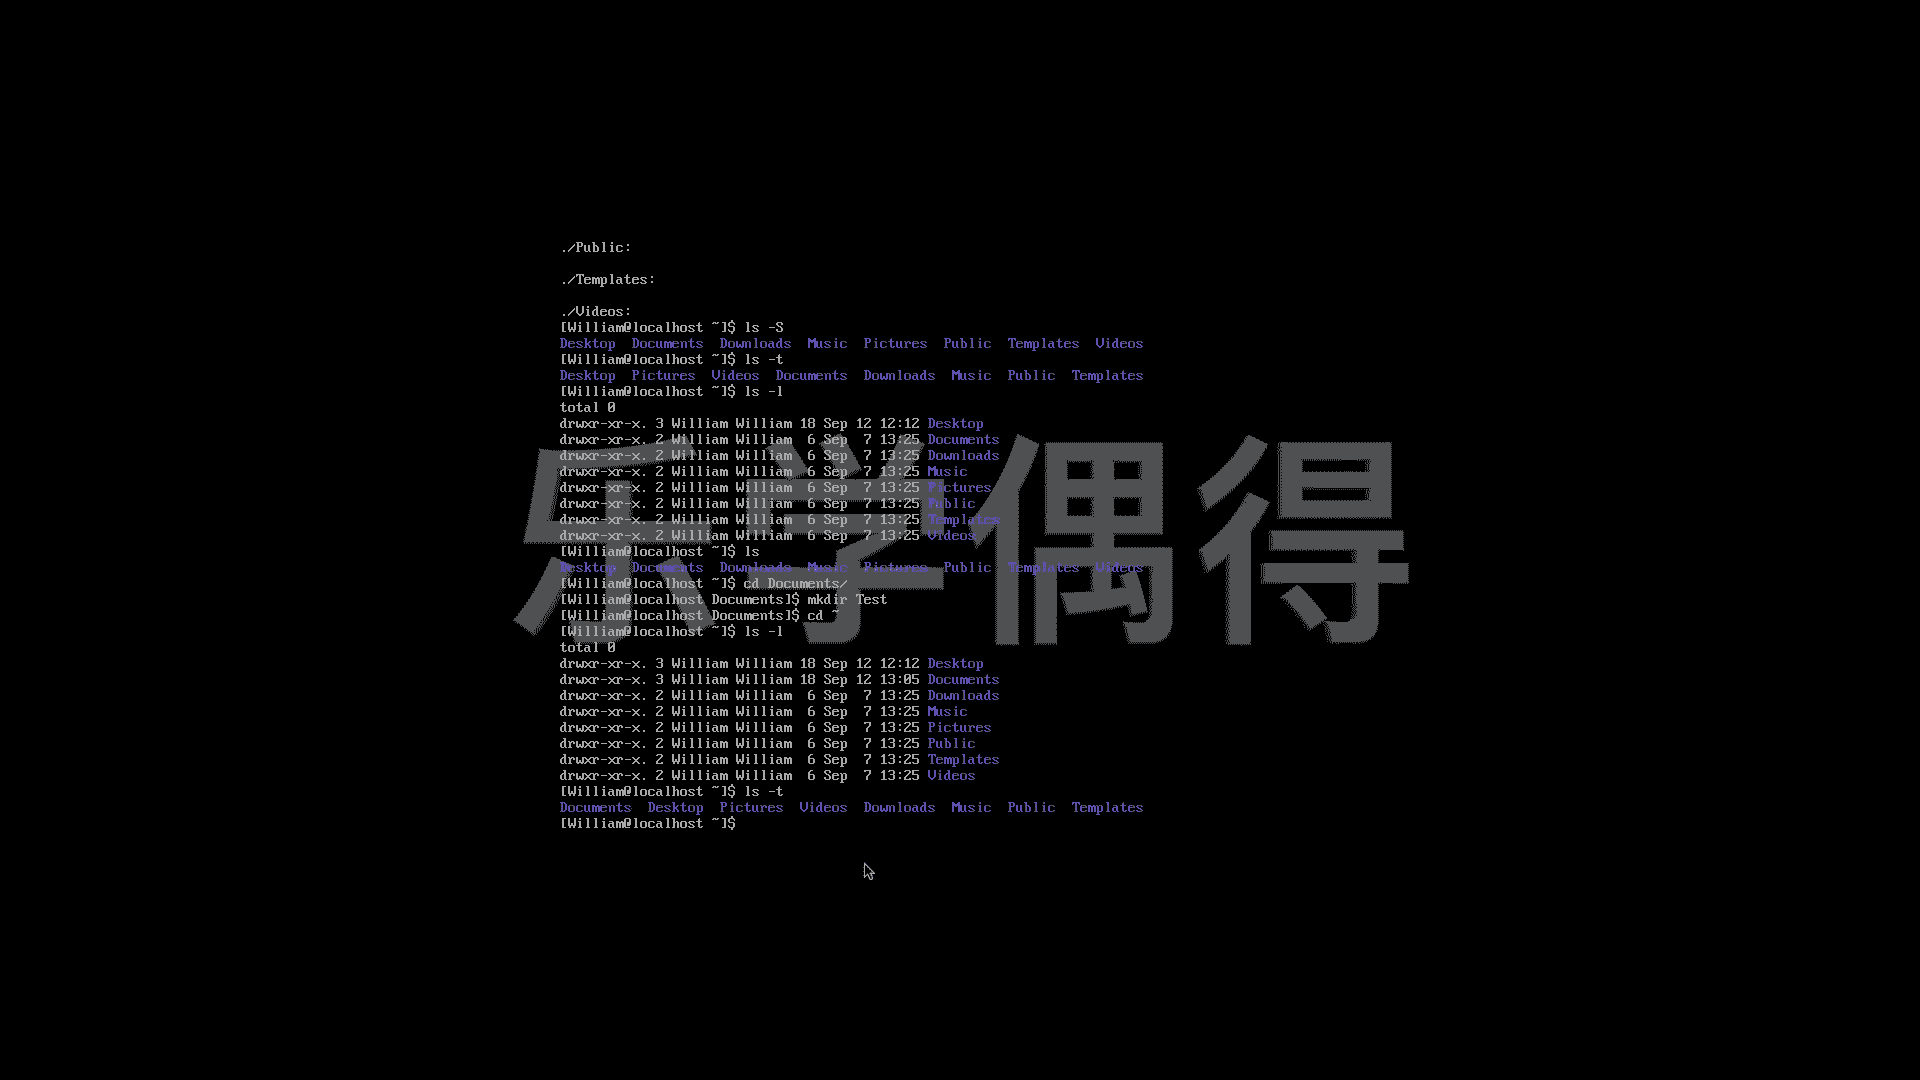 ./Public:
./Templates:
./Videos:
[William@localhost ~]$ ls -S
Desktop  Documents  Downloads  Music  Pictures  Public  Templates  Videos
[William@localhost ~]$ ls -t
Desktop  Pictures  Videos  Documents  Downloads  Music  Public  Templates
[William@localhost ~]$ ls -l
total 0
drwxr-xr-x. 3 William William 18 Sep 12 12:12 Desktop
drwxr-xr-x. 2 William William  6 Sep  7 13:25 Documents
drwxr-xr-x. 2 William William  6 Sep  7 13:25 Downloads
drwxr-xr-x. 2 William William  6 Sep  7 13:25 Music
drwxr-xr-x. 2 William William  6 Sep  7 13:25 Pictures
drwxr-xr-x. 2 William William  6 Sep  7 13:25 Public
drwxr-xr-x. 2 William William  6 Sep  7 13:25 Templates
drwxr-xr-x. 2 William William  6 Sep  7 13:25 Videos
[William@localhost ~]$ ls
Desktop  Documents  Downloads  Music  Pictures  Public  Templates  Videos
[William@localhost ~]$ cd Documents/
[William@localhost Documents]$ mkdir Test
[William@localhost Documents]$ cd ~
[William@localhost ~]$ ls -l
total 0
drwxr-xr-x. 3 William William 18 Sep 12 12:12 Desktop
drwxr-xr-x. 3 William William 18 Sep 12 13:05 Documents
drwxr-xr-x. 2 William William  6 Sep  7 13:25 Downloads
drwxr-xr-x. 2 William William  6 Sep  7 13:25 Music
drwxr-xr-x. 2 William William  6 Sep  7 13:25 Pictures
drwxr-xr-x. 2 William William  6 Sep  7 13:25 Public
drwxr-xr-x. 2 William William  6 Sep  7 13:25 Templates
drwxr-xr-x. 2 William William  6 Sep  7 13:25 Videos
[William@localhost ~]$ ls -t
Documents  Desktop  Pictures  Videos  Downloads  Music  Public  Templates
[William@localhost ~]$
乐学偶得